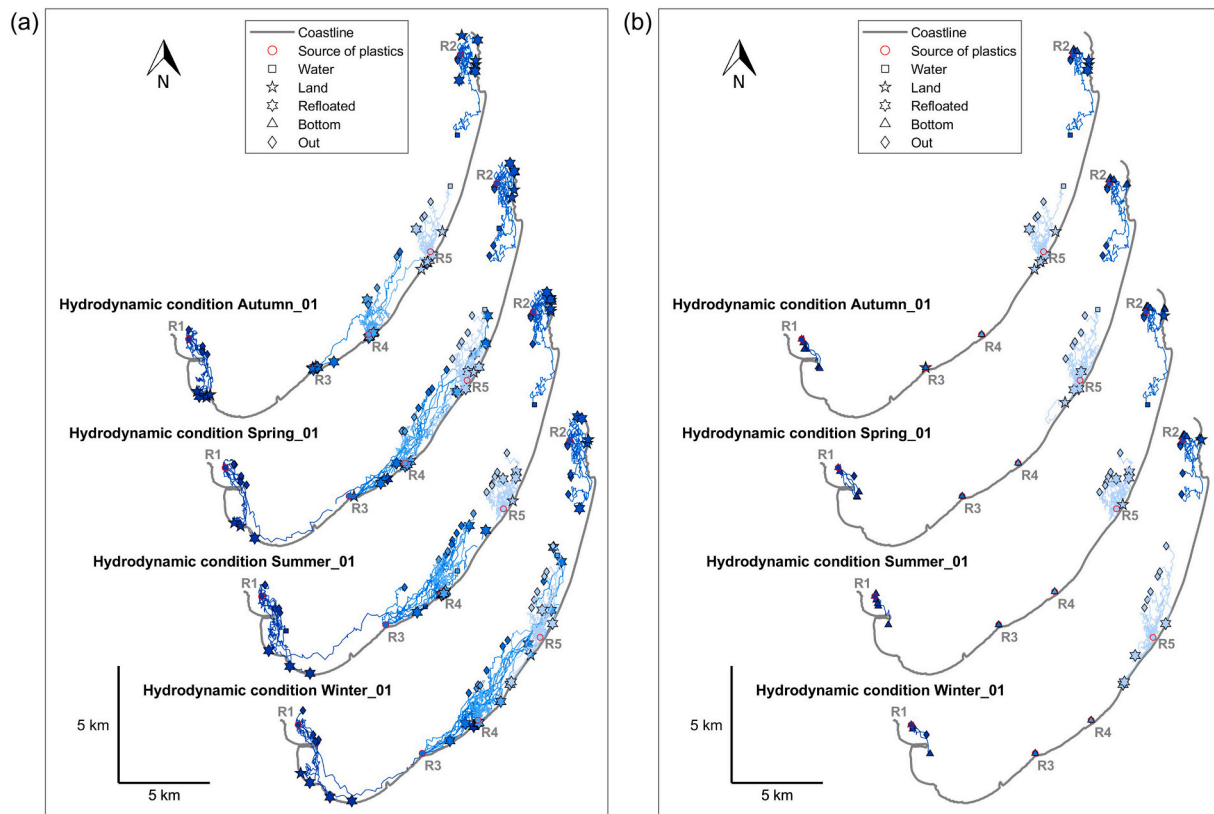 (a)
Coastline
Source of plastics
Water
Land
Refloated
Bottom
Out
N
R2
R5
Hydrodynamic condition Autumn_01
R1
R4
R3
R2
R5
Hydrodynamic condition Spring_01
R1
R4
R3
R2
R5
Hydrodynamic condition Summer_01
R1
R4
R3
R2
R5
Hydrodynamic condition Winter_01
R1
R4
R3
5 km
5 km
(b)
Coastline
Source of plastics
Water
Land
Refloated
Bottom
Out
N
R2
R5
Hydrodynamic condition Autumn_01
R1
R4
R3
R2
R5
Hydrodynamic condition Spring_01
R1
R4
R3
R2
R5
Hydrodynamic condition Summer_01
R1
R4
R3
R2
R5
Hydrodynamic condition Winter_01
R1
R4
R3
5 km
5 km